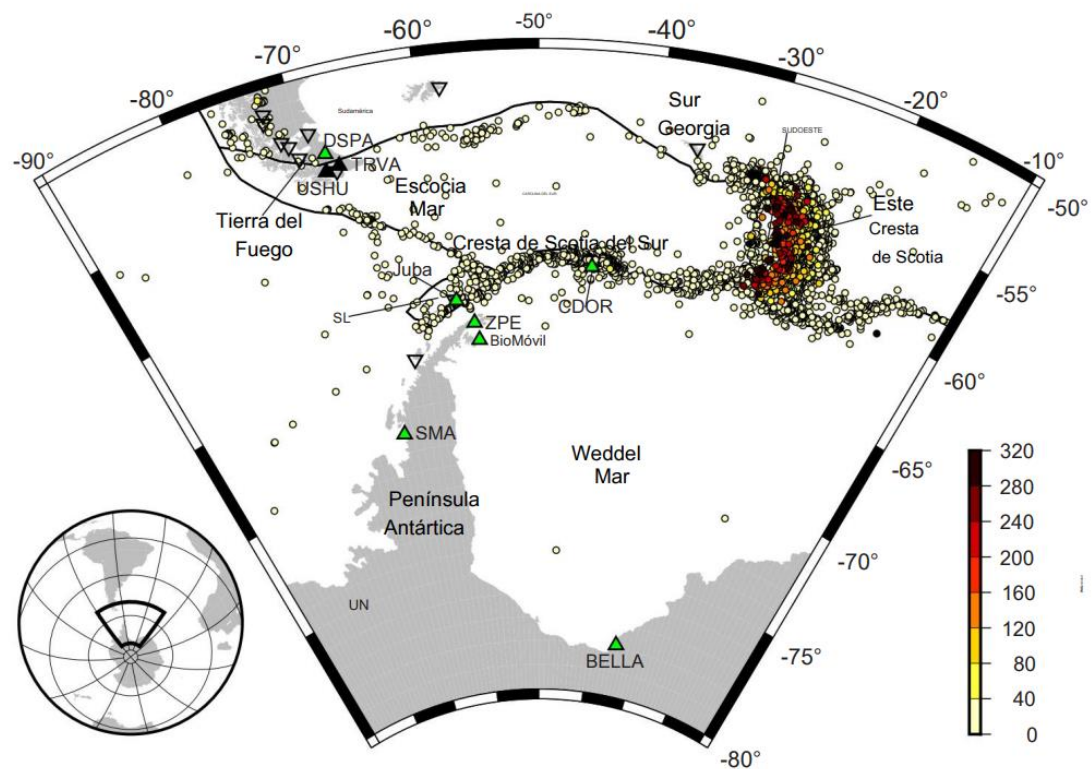 -50°
-60°
-40°
-70°
-30°
-80°
-20°
-90°
-10°
Sudamérica
Sur
Georgia
SUDOESTE
DSPA
TRVA
USHU
Escocia
Mar
-50°
Tierra del
Fuego
Este
Cresta
de Scotia
Cresta de Scotia del Sur
Juba
-55°
SL
CDOR
ZPE
BioMóvil
-60°
SMA
Weddel
Mar
-65°
Península
Antártica
-70°
UN
BELLA
-75°
-80°
320
280
240
200
160
120
80
40
0